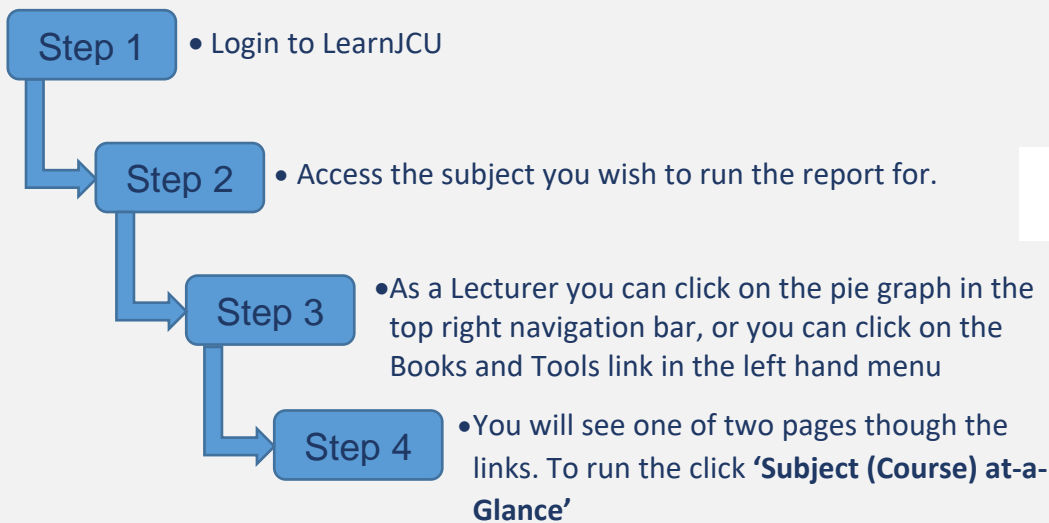 Step 1
• Login to LearnJCU
Step 2
• Access the subject you wish to run the report for.
Step 3
•As a Lecturer you can click on the pie graph in the
top right navigation bar, or you can click on the
Books and Tools link in the left hand menu
Step 4
•You will see one of two pages though the
links. To run the click ‘Subject (Course) at-a-
Glance’